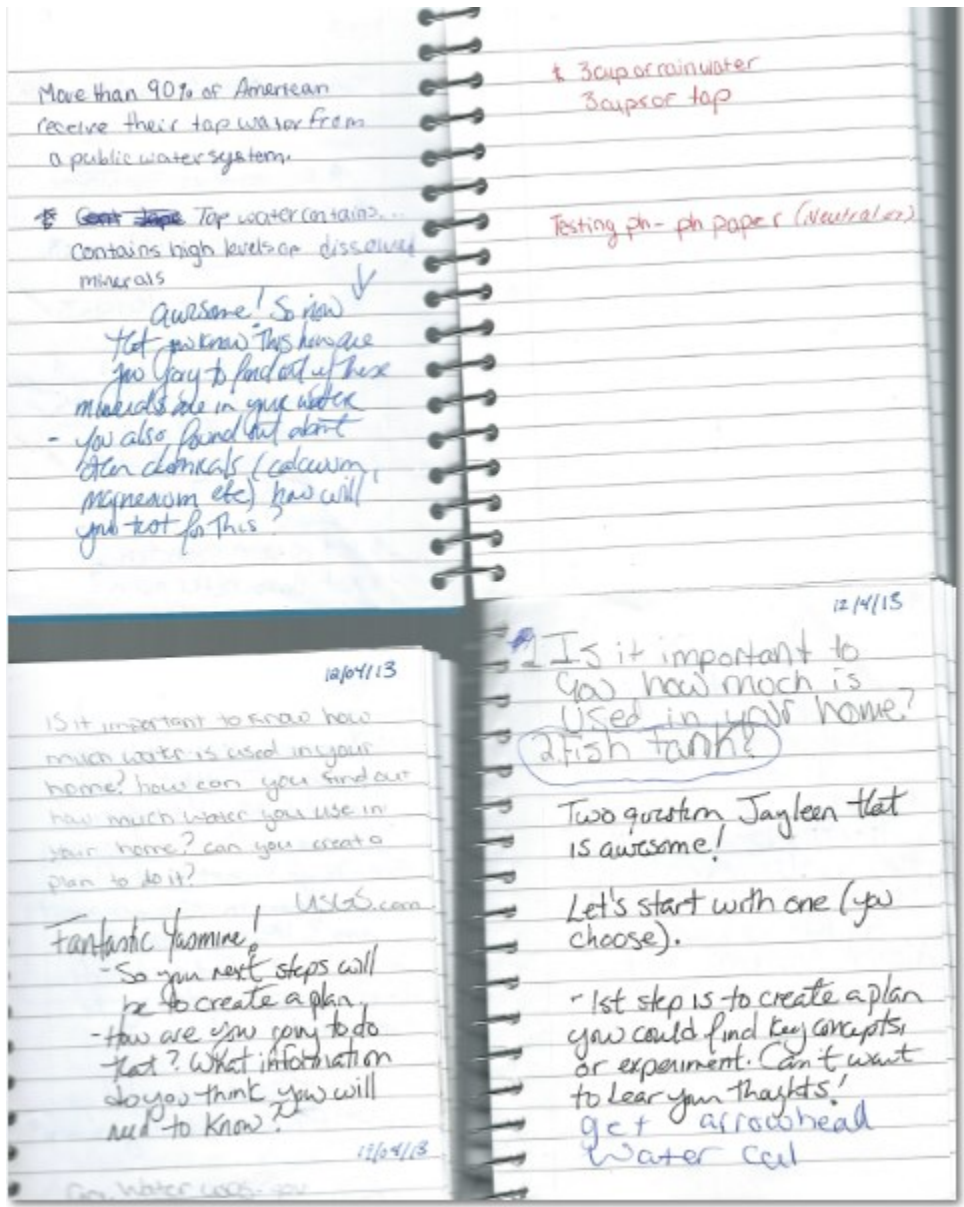 More than 90% of American
receive their tap water from
a public water system.
* Tap water contains...
contains high levels of dissolved
minerals
awesome! So now
that you know this how are
you going to find out if these
minerals are in your water
- You also found out about
other chemicals (calcium,
magnesium etc) how will
you test for this?
* 3 cup of rainwater
3 cups of tap
Testing ph - ph paper (Neutral or)
12/04/13
Is it important to know how
much water is used in your
home? how can you find out
how much water you use in
your home? can you creat a
plan to do it?
USGS.com
Fantastic Yasmine!
- So your next steps will
be to create a plan.
- How are you going to do
that? What information
do you think you will
need to know?
12/04/13
12/4/13
1 Is it important to
you how much is
used in your home?
2. fish tank?
Two question Jayleen that
is awesome!
Let's start with one (you
choose).
- 1st step is to create a plan
you could find key concepts,
or experiment. Can't want
to hear your thoughts!
get arrowhead
water